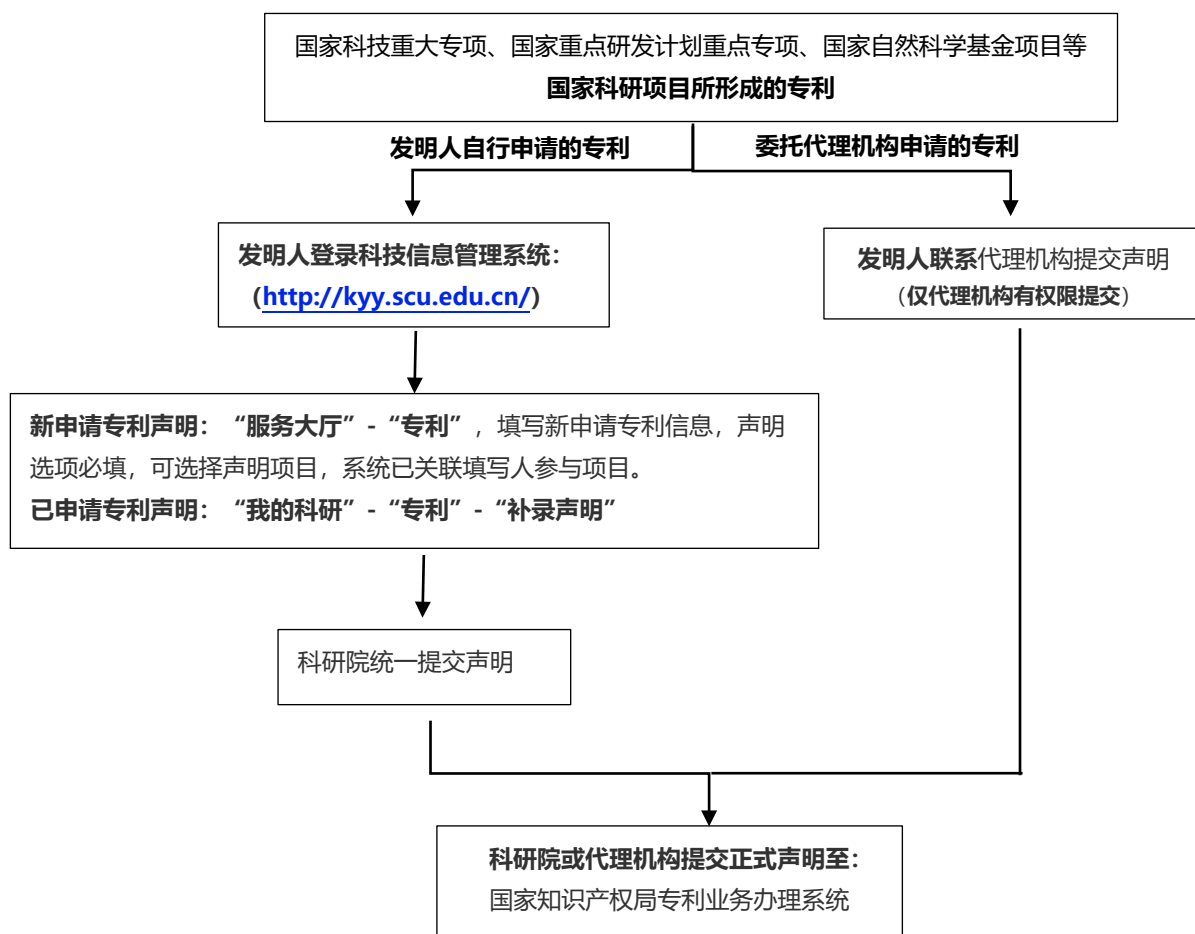 国家科技重大专项、国家重点研发计划重点专项、国家自然科学基金项目等
国家科研项目所形成的专利
发明人自行申请的专利
委托代理机构申请的专利
发明人登录科技信息管理系统：
(http://kyy.scu.edu.cn/)
发明人联系代理机构提交声明
（仅代理机构有权限提交）
新申请专利声明：“服务大厅”-“专利”，填写新申请专利信息，声明
选项必填，可选择声明项目，系统已关联填写人参与项目。
已申请专利声明：“我的科研”-“专利”-“补录声明”
科研院统一提交声明
科研院或代理机构提交正式声明至：
国家知识产权局专利业务办理系统